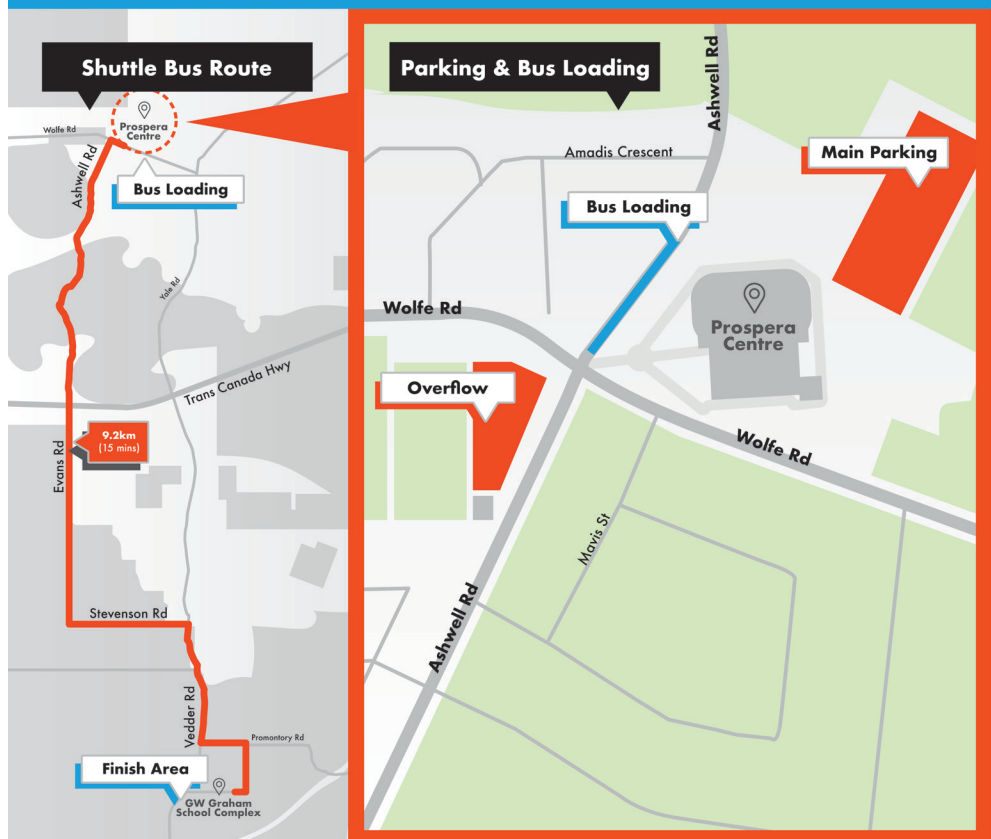 Shuttle Bus Route
Wolfe Rd
Prospera
Centre
Ashwell Rd
Bus Loading
Yale Rd
Trans Canada Hwy
9.2km
(15 mins)
Evans Rd
Stevenson Rd
Vedder Rd
Promontory Rd
Finish Area
GW Graham
School Complex
Parking & Bus Loading
Ashwell Rd
Amadis Crescent
Main Parking
Bus Loading
Wolfe Rd
Prospera
Centre
Overflow
Wolfe Rd
Mavis St
Ashwell Rd